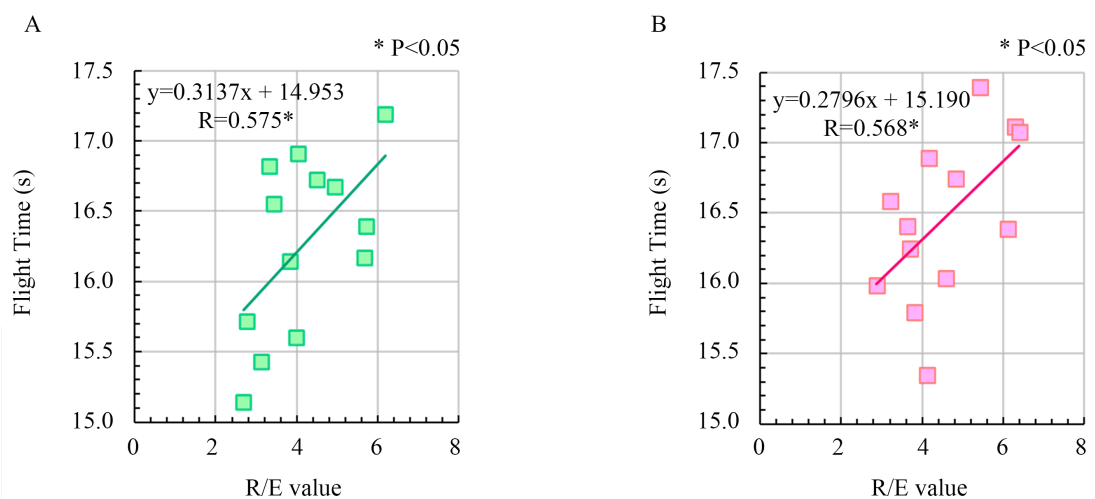 A
* P<0.05
y=0.3137x + 14.953
R=0.575*
17.5
17.0
16.5
16.0
15.5
15.0
0 2 4 6 8
Flight Time (s)
R/E value
B
* P<0.05
y=0.2796x + 15.190
R=0.568*
17.5
17.0
16.5
16.0
15.5
15.0
0 2 4 6 8
Flight Time (s)
R/E value